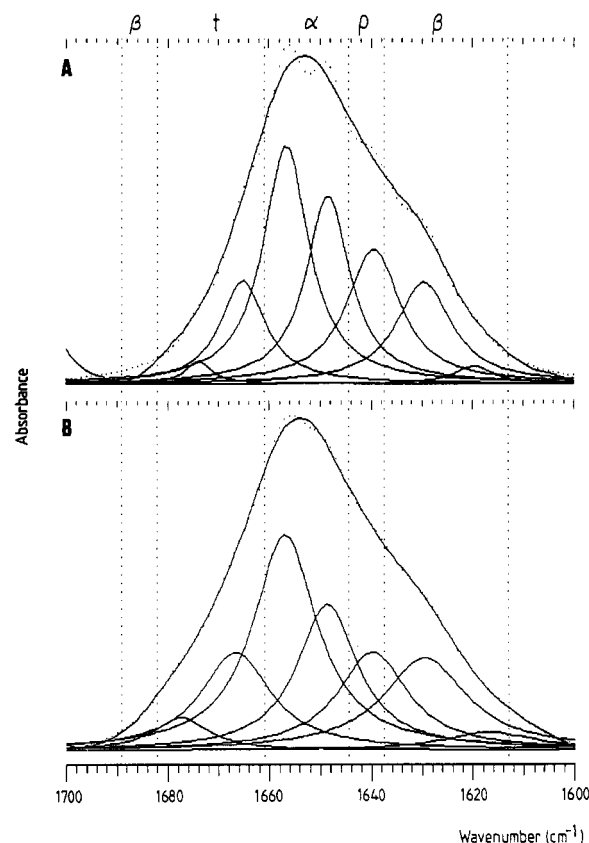 β t α ρ β
A
Absorbance
B
1700 1680 1660 1640 1620 1600
Wavenumber (cm⁻¹)